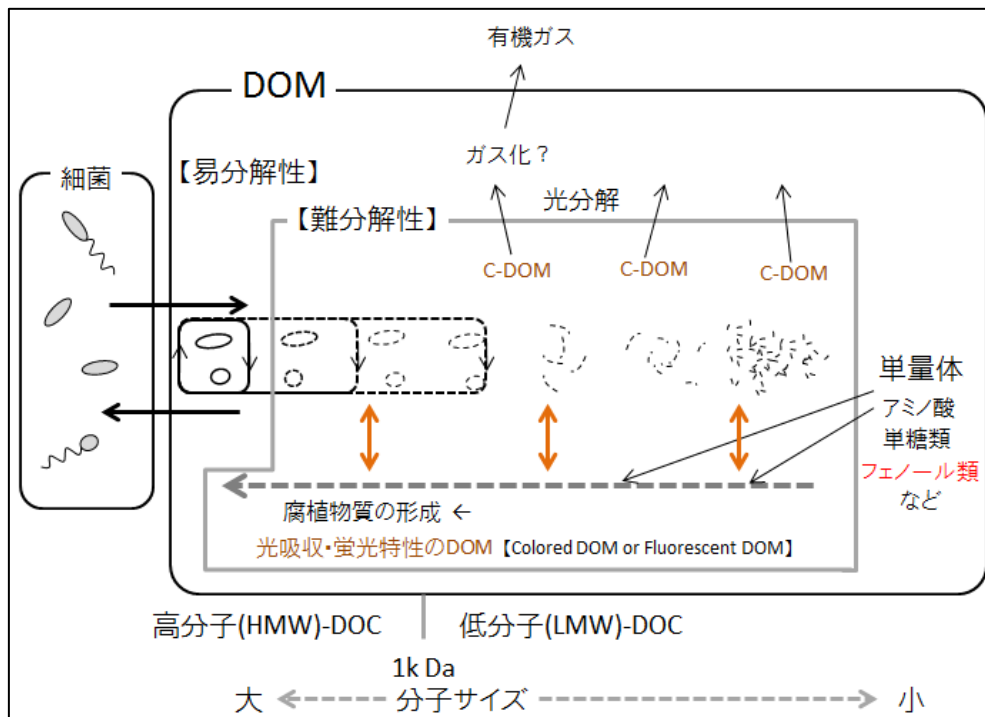 有機ガス
DOM
ガス化？
【易分解性】
細菌
光分解
【難分解性】
C-DOM
C-DOM
C-DOM
単量体
アミノ酸
単糖類
フェノール類
など
腐植物質の形成 ←
光吸収・蛍光特性のDOM【Colored DOM or Fluorescent DOM】
高分子(HMW)-DOC
低分子(LMW)-DOC
1k Da
大
分子サイズ
小